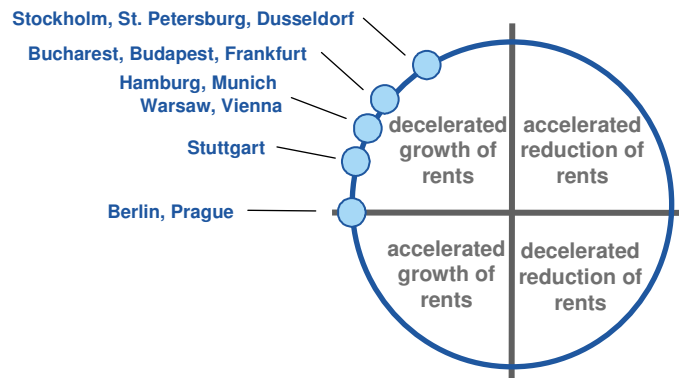 Stockholm, St. Petersburg, Dusseldorf
Bucharest, Budapest, Frankfurt
Hamburg, Munich
Warsaw, Vienna
Stuttgart
Berlin, Prague
decelerated
growth of
rents
accelerated
reduction of
rents
accelerated
growth of
rents
decelerated
reduction of
rents